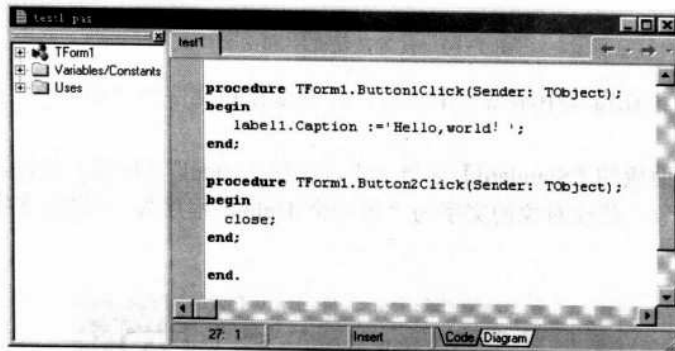 test1.pas
TForm1
Variables/Constants
Uses
test1
procedure TForm1.Button1Click(Sender: TObject);
begin
label1.Caption :='Hello,world! ';
end;
procedure TForm1.Button2Click(Sender: TObject);
begin
close;
end;
end.
27: 1
Insert
Code
Diagram